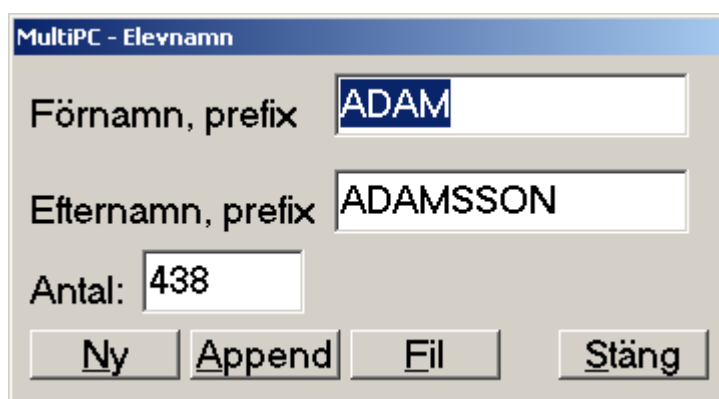 MultiPC - Elevnamn
Förnamn, prefix ADAM
Efternamn, prefix ADAMSSON
Antal: 438
Ny Append Fil Stäng